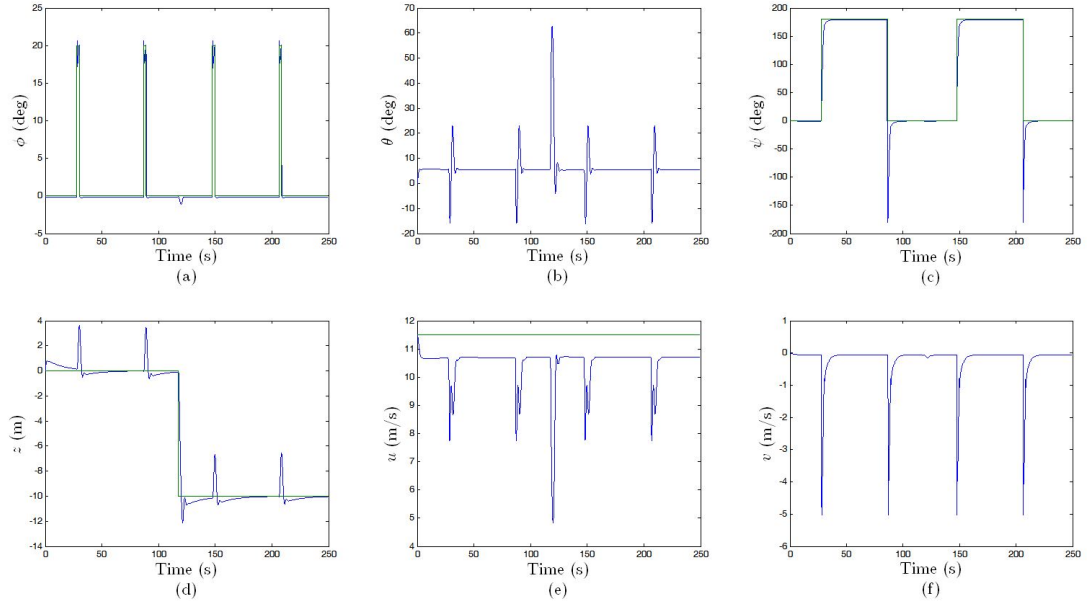 25
20
15
10
5
0
-5
ϕ (deg)
0 50 100 150 200 250
Time (s)
(a)
70
60
50
40
30
20
10
0
-10
-20
θ (deg)
0 50 100 150 200 250
Time (s)
(b)
200
150
100
50
0
-50
-100
-150
-200
ψ (deg)
0 50 100 150 200 250
Time (s)
(c)
4
2
0
-2
-4
-6
-8
-10
-12
-14
z (m)
0 50 100 150 200 250
Time (s)
(d)
12
11
10
9
8
7
6
5
4
u (m/s)
0 50 100 150 200 250
Time (s)
(e)
1
0
-1
-2
-3
-4
-5
-6
v (m/s)
0 50 100 150 200 250
Time (s)
(f)